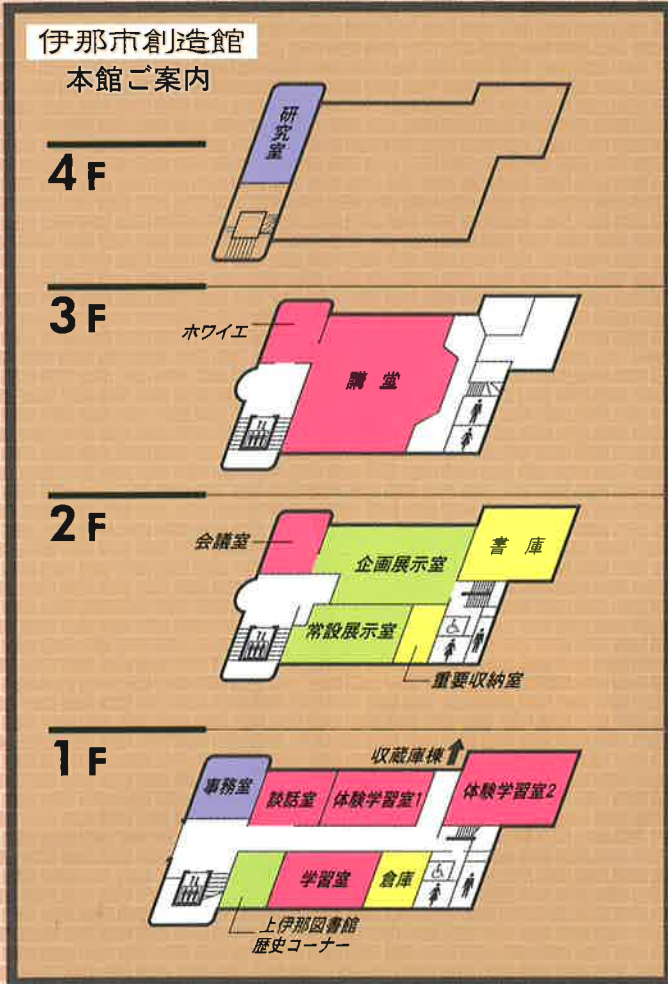 伊那市創造館
本館ご案内
4F
研究室
3F
ホワイエ
講堂
2F
会議室
企画展示室
書庫
常設展示室
重要収納室
1F
収蔵庫棟
事務室
談話室
体験学習室1
体験学習室2
学習室
倉庫
上伊那図書館
歴史コーナー